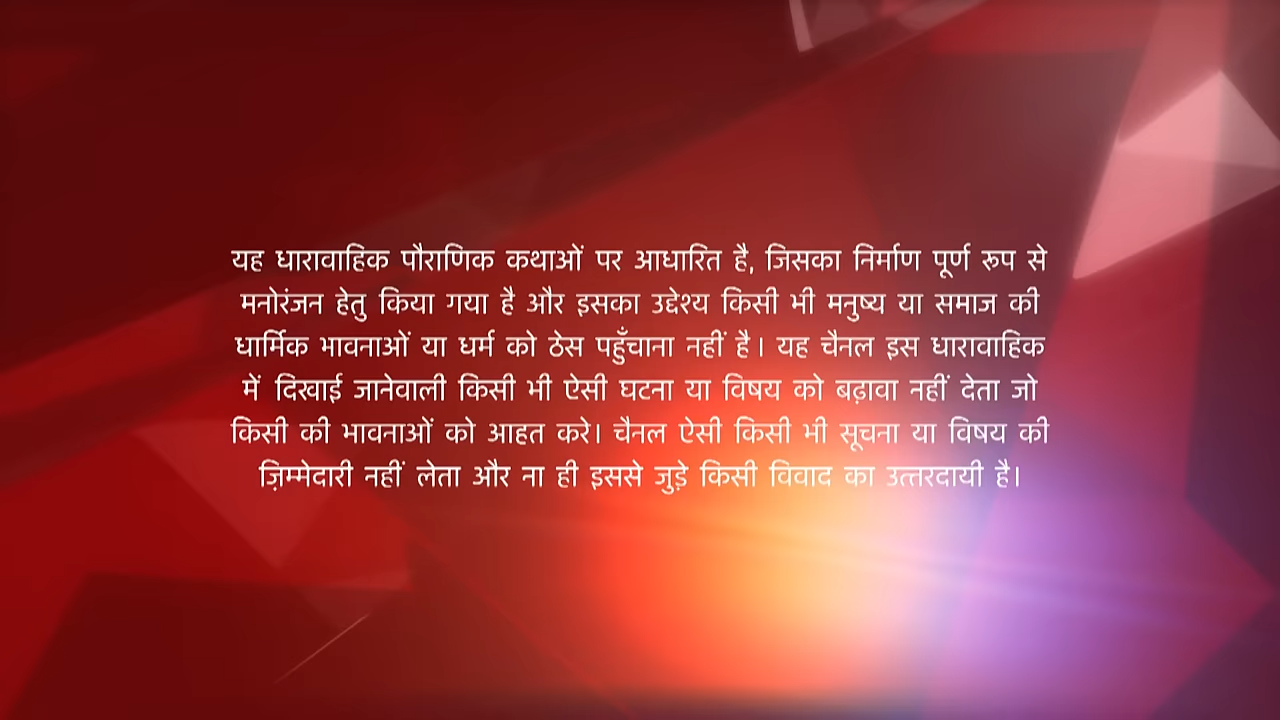 यह धारावाहिक पौराणिक कथाओं पर आधारित है, जिसका निर्माण पूर्ण रूप से
मनोरंजन हेतु किया गया है और इसका उद्देश्य किसी भी मनुष्य या समाज की
धार्मिक भावनाओं या धर्म को ठेस पहुँचाना नहीं है। यह चैनल इस धारावाहिक
में दिखाई जानेवाली किसी भी ऐसी घटना या विषय को बढ़ावा नहीं देता जो
किसी की भावनाओं को आहत करे। चैनल ऐसी किसी भी सूचना या विषय की
ज़िम्मेदारी नहीं लेता और ना ही इससे जुड़े किसी विवाद का उत्तरदायी है।